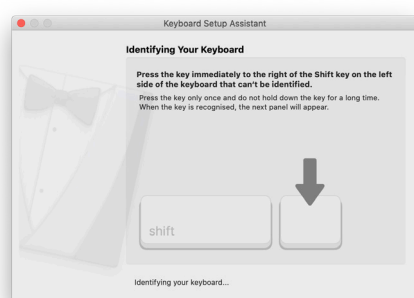 Keyboard Setup Assistant
Identifying Your Keyboard
Press the key immediately to the right of the Shift key on the left
side of the keyboard that can't be identified.
Press the key only once and do not hold down the key for a long time.
When the key is recognised, the next panel will appear.
shift
Identifying your keyboard...